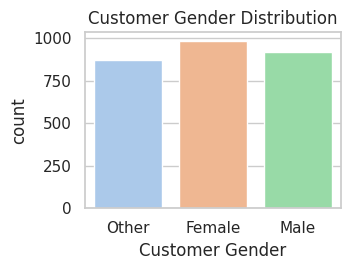 Customer Gender Distribution
1000
750
500
250
0
count
Other Female Male
Customer Gender